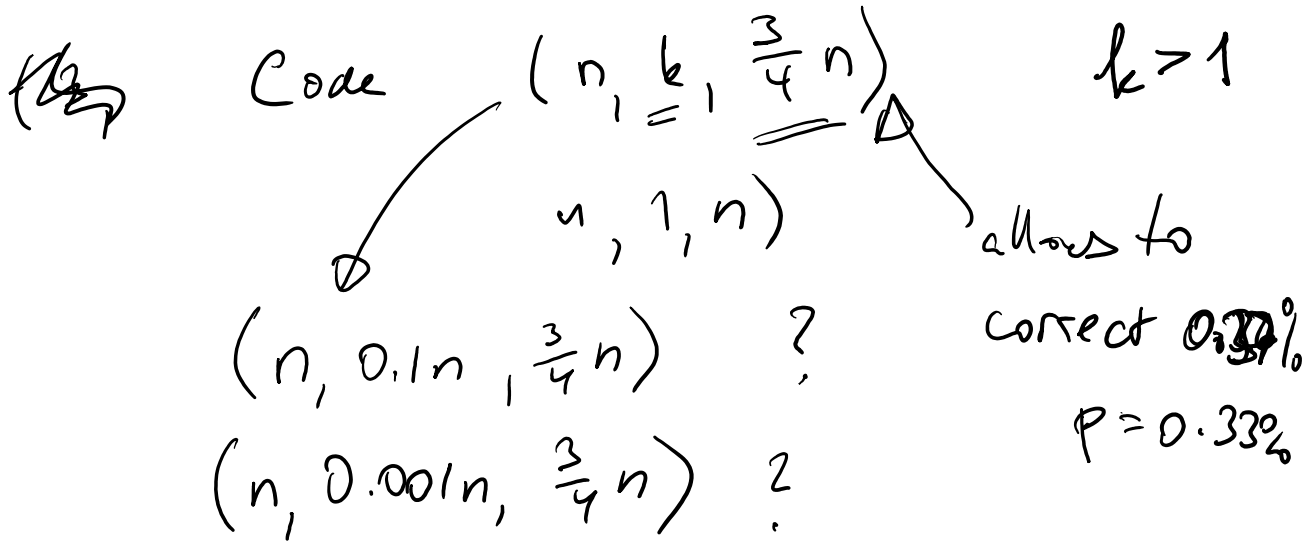 Code (n, k, 3/4 n) k > 1
n, 1, n)
allows to
(n, 0.1n, 3/4 n) ?
correct %
p = 0.33%
(n, 0.001n, 3/4 n) ?